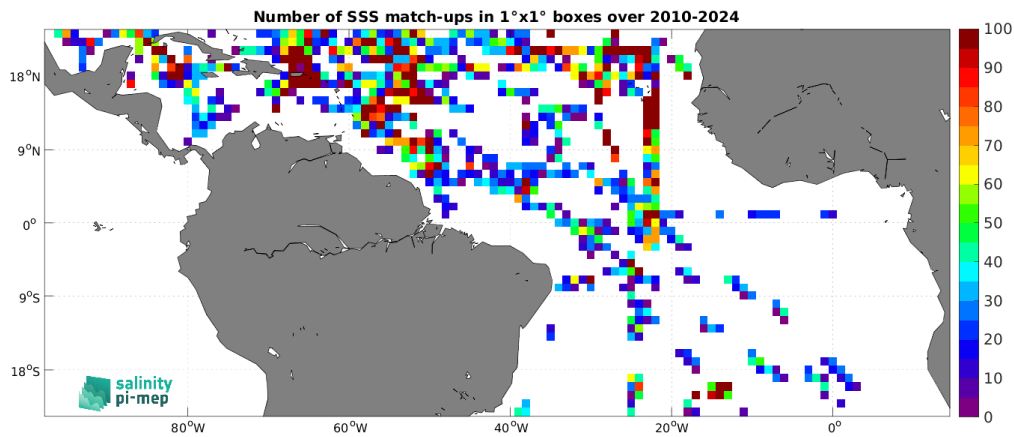 Number of SSS match-ups in 1°x1° boxes over 2010-2024
100
90
80
70
60
50
40
30
20
10
0
18°N
9°N
0°
9°S
18°S
salinity
pi-mep
80°W
60°W
40°W
20°W
0°